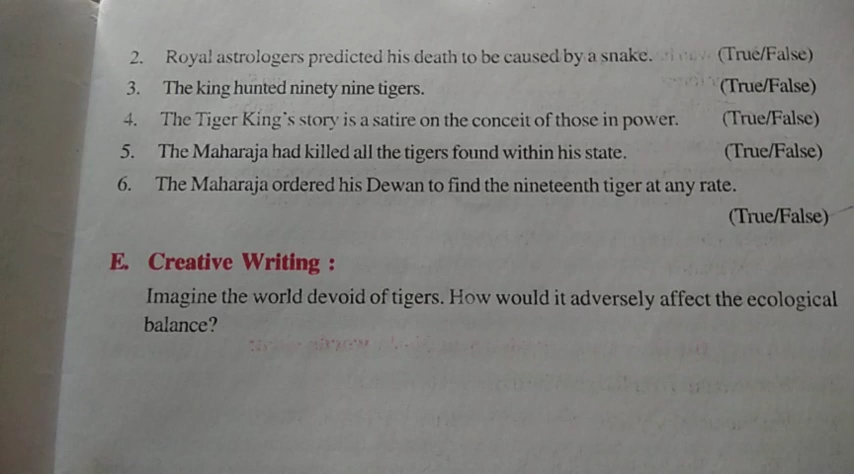 2. Royal astrologers predicted his death to be caused by a snake. (True/False)
3. The king hunted ninety nine tigers. (True/False)
4. The Tiger King's story is a satire on the conceit of those in power. (True/False)
5. The Maharaja had killed all the tigers found within his state. (True/False)
6. The Maharaja ordered his Dewan to find the nineteenth tiger at any rate.
(True/False)
E. Creative Writing :
Imagine the world devoid of tigers. How would it adversely affect the ecological
balance?